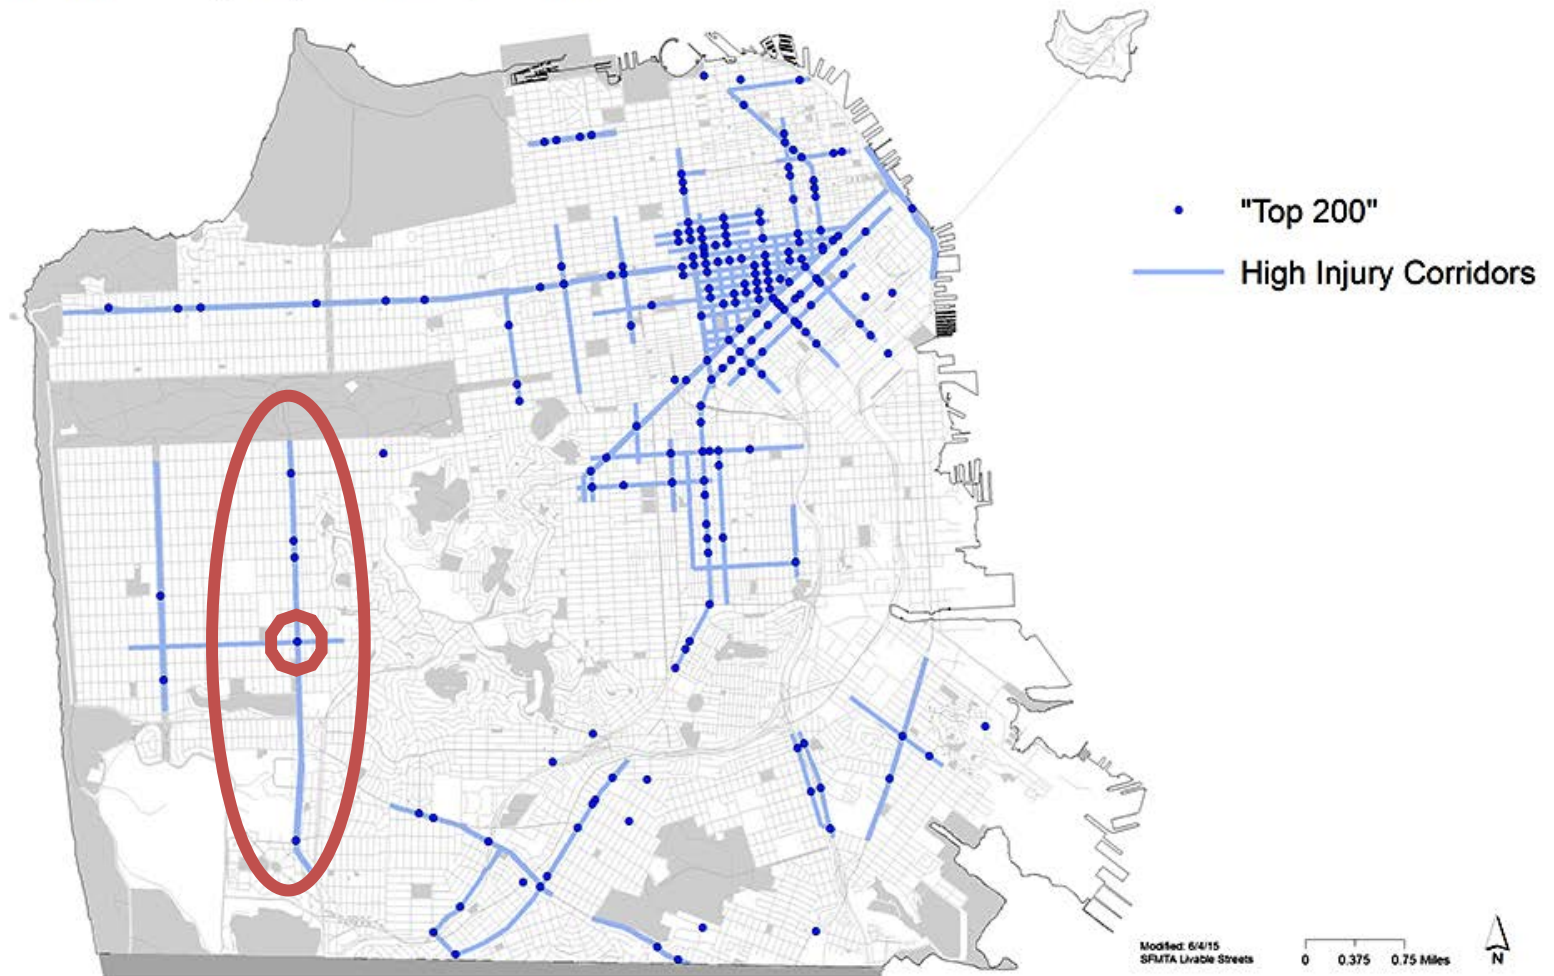 "Top 200"
High Injury Corridors
Modified: 6/4/15
SFMTA Livable Streets
0 0.375 0.75 Miles
N